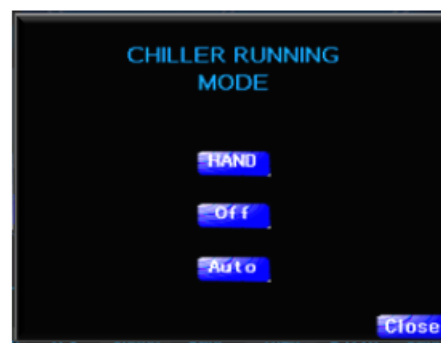 CHILLER RUNNING
MODE
HAND
Off
Auto
Close